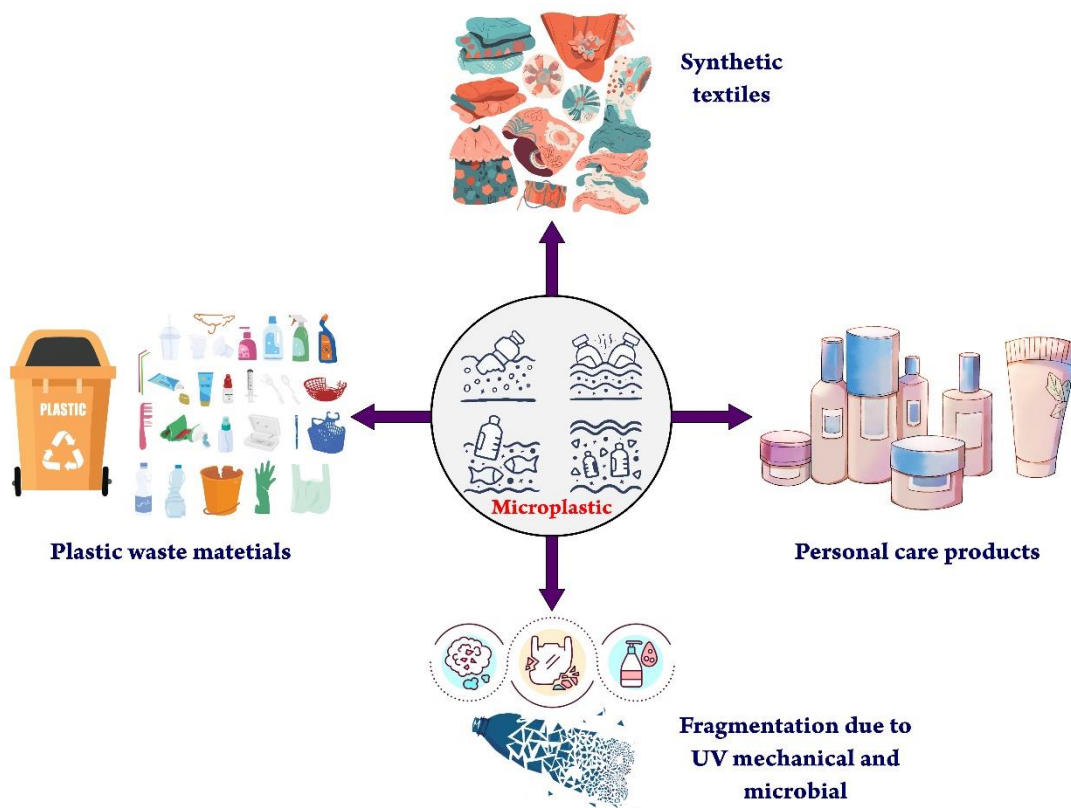 Synthetic
textiles
PLASTIC
Microplastic
Plastic waste matetials
Personal care products
Fragmentation due to
UV mechanical and
microbial